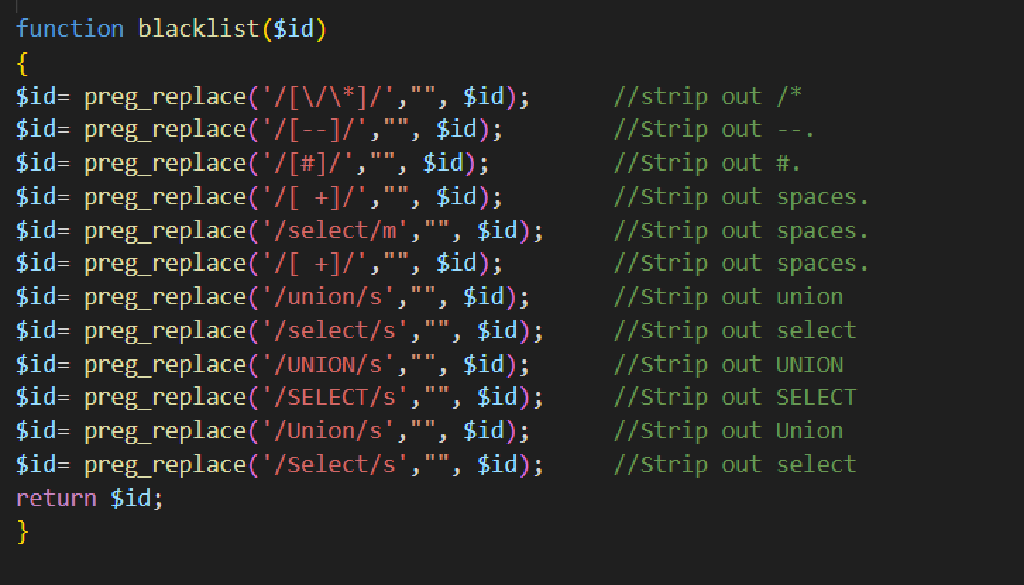 function blacklist($id)
{
$id= preg_replace('/[\/\*]/',"", $id);		//strip out /*
$id= preg_replace('/[--]/',"", $id);		//Strip out --.
$id= preg_replace('/[#]/',"", $id);		//Strip out #.
$id= preg_replace('/[ +]/',"", $id);		//Strip out spaces.
$id= preg_replace('/select/m',"", $id);		//Strip out spaces.
$id= preg_replace('/[ +]/',"", $id);		//Strip out spaces.
$id= preg_replace('/union/s',"", $id);		//Strip out union
$id= preg_replace('/select/s',"", $id);		//Strip out select
$id= preg_replace('/UNION/s',"", $id);		//Strip out UNION
$id= preg_replace('/SELECT/s',"", $id);		//Strip out SELECT
$id= preg_replace('/Union/s',"", $id);		//Strip out Union
$id= preg_replace('/Select/s',"", $id);		//Strip out select
return $id;
}